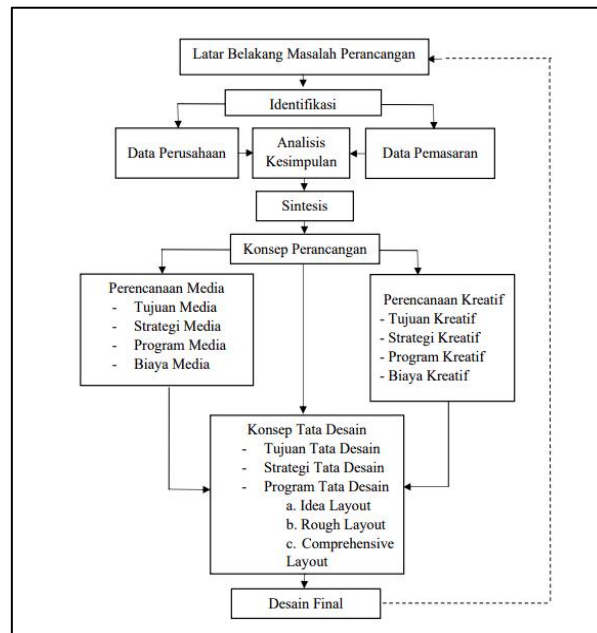 Latar Belakang Masalah Perancangan
Identifikasi
Data Perusahaan
Analisis
Kesimpulan
Data Pemasaran
Sintesis
Konsep Perancangan
Perencanaan Media
- Tujuan Media
- Strategi Media
- Program Media
- Biaya Media
Perencanaan Kreatif
- Tujuan Kreatif
- Strategi Kreatif
- Program Kreatif
- Biaya Kreatif
Konsep Tata Desain
- Tujuan Tata Desain
- Strategi Tata Desain
- Program Tata Desain
a. Idea Layout
b. Rough Layout
c. Comprehensive
Layout
Desain Final